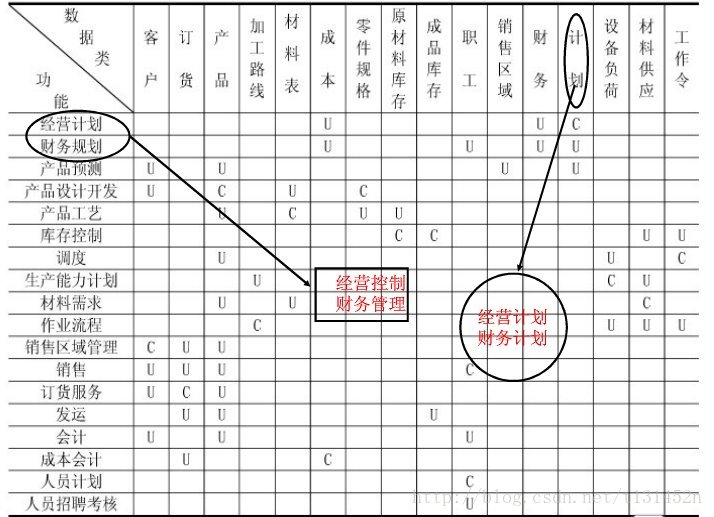 数据类
功能
客户 订货 产品 加工路线 材料表 成本 零件规格 原材料库存 成品库存 职工 销售区域 财务 计划 设备负荷 材料供应 工作令
经营计划 U U C
财务规划 U U U U
产品预测 U U U U
产品设计开发 U C U C
产品工艺 U C U U
库存控制 C C U U
调度 U U C
生产能力计划 U C U
材料需求 U U C
作业流程 C U U U
销售区域管理 C U U
销售 U U U C
订货服务 U C U
发运 U U U
会计 U U U
成本会计 U C
人员计划 C
人员招聘考核 U
经营控制
财务管理
经营计划
财务计划